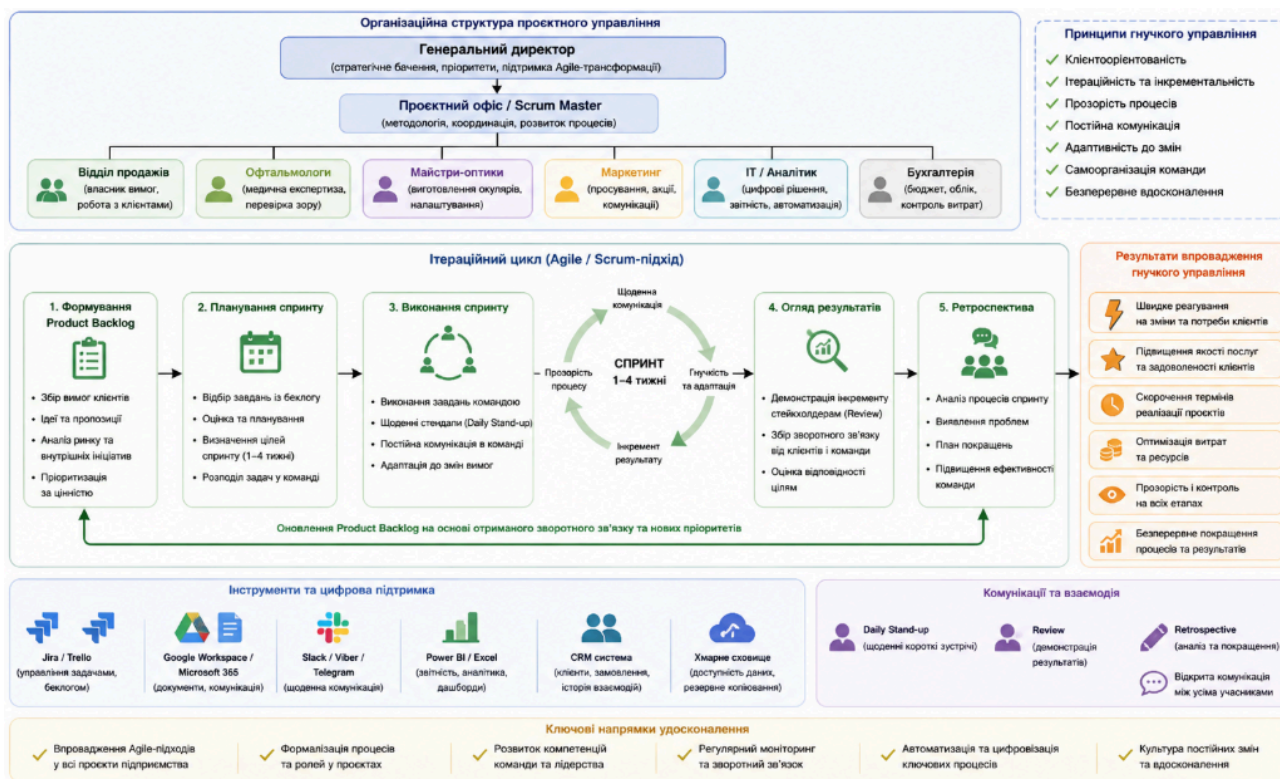 Організаційна структура проєктного управління
Генеральний директор
(стратегічне бачення, пріоритети, підтримка Agile-трансформації)
Проєктний офіс / Scrum Master
(методологія, координація, розвиток процесів)
Відділ продажів
(власник вимог,
робота з клієнтами)
Офтальмологи
(медична експертиза,
перевірка зору)
Майстри-оптики
(виготовлення окулярів,
налаштування)
Маркетинг
(просування, акції,
комунікації)
ІТ / Аналітик
(цифрові рішення,
звітність, автоматизація)
Бухгалтерія
(бюджет, облік,
контроль витрат)
Принципи гнучкого управління
Клієнтоорієнтованість
Ітераційність та інкрементальність
Прозорість процесів
Постійна комунікація
Адаптивність до змін
Самоорганізація команди
Безперервне вдосконалення
Ітераційний цикл (Agile / Scrum-підхід)
1. Формування
Product Backlog
• Збір вимог клієнтів
• Ідеї та пропозиції
• Аналіз ринку та
внутрішніх ініціатив
• Пріоритизація
за цінністю
2. Планування спринту
• Відбір завдань із беклогу
• Оцінка та планування
• Визначення цілей
спринту (1–4 тижні)
• Розподіл задач у команді
3. Виконання спринту
• Виконання завдань командою
• Щоденні стендапи (Daily Stand-up)
• Постійна комунікація в команді
• Адаптація до змін вимог
Щоденна
комунікація
Прозорість
процесу
СПРИНТ
1–4 тижні
Гнучкість
та адаптація
Інкремент
результату
4. Огляд результатів
• Демонстрація інкременту
стейкхолдерам (Review)
• Збір зворотного зв'язку
від клієнтів і команди
• Оцінка відповідності
цілям
5. Ретроспектива
• Аналіз процесів спринту
• Виявлення проблем
• План покращень
• Підвищення ефективності
команди
Оновлення Product Backlog на основі отриманого зворотного зв'язку та нових пріоритетів
Результати впровадження
гнучкого управління
Швидке реагування
на зміни та потреби клієнтів
Підвищення якості послуг
та задоволеності клієнтів
Скорочення термінів
реалізації проєктів
Оптимізація витрат
та ресурсів
Прозорість і контроль
на всіх етапах
Безперервне покращення
процесів та результатів
Інструменти та цифрова підтримка
Jira / Trello
(управління задачами,
беклогом)
Google Workspace /
Microsoft 365
(документи, комунікація)
Slack / Viber /
Telegram
(щоденна комунікація)
Power BI / Excel
(звітність, аналітика,
дашборди)
CRM система
(клієнти, замовлення,
історія взаємодій)
Хмарне сховище
(доступність даних,
резервне копіювання)
Комунікації та взаємодія
Daily Stand-up
(щоденні короткі зустрічі)
Review
(демонстрація
результатів)
Retrospective
(аналіз та покращення)
Відкрита комунікація
між усіма учасниками
Ключові напрямки удосконалення
Впровадження Agile-підходів
у всі проєкти підприємства
Формалізація процесів
та ролей у проєктах
Розвиток компетенцій
команди та лідерства
Регулярний моніторинг
та зворотний зв'язок
Автоматизація та цифровізація
ключових процесів
Культура постійних змін
та вдосконалення